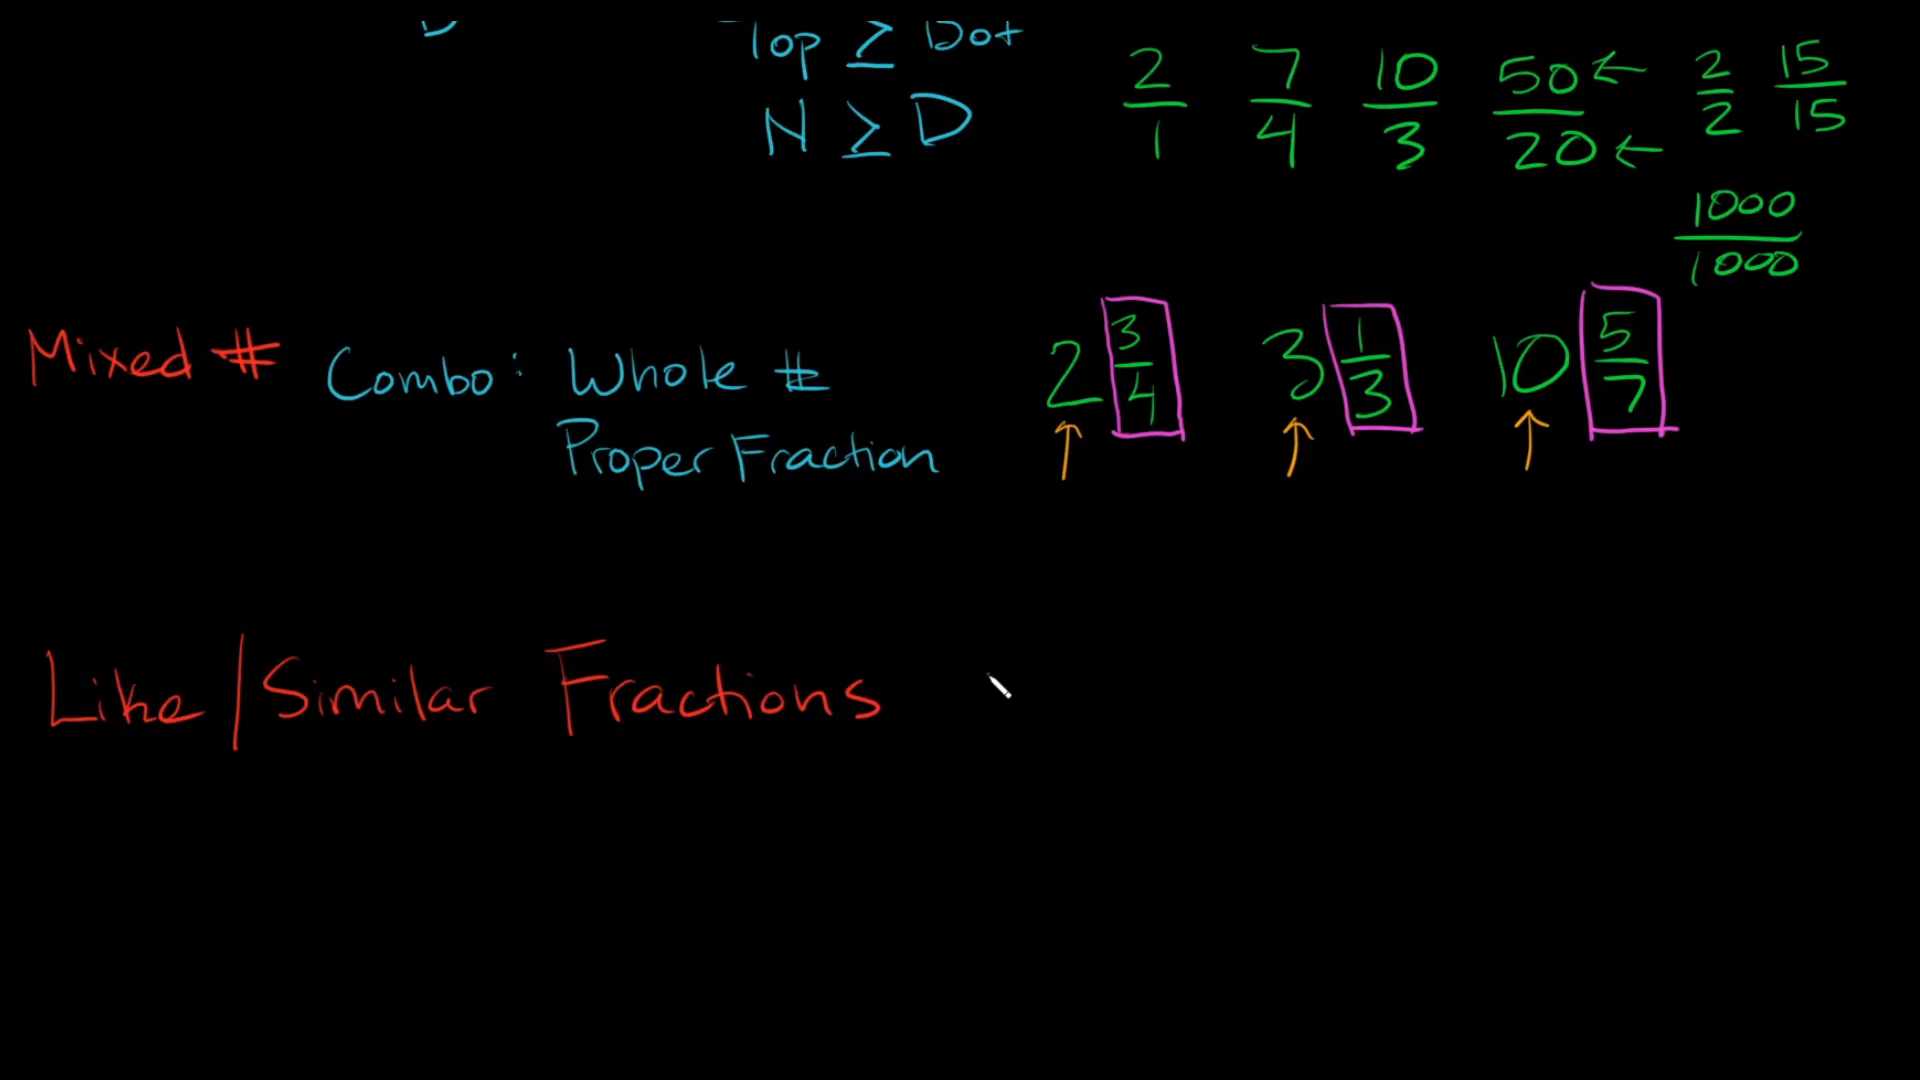 Top ≥ Bot
N ≥ D
2/1 7/4 10/3 50/20 2/2 15/15
1000/1000
Mixed # Combo: Whole #
Proper Fraction
2 3/4 3 1/3 10 5/7
Like/Similar Fractions